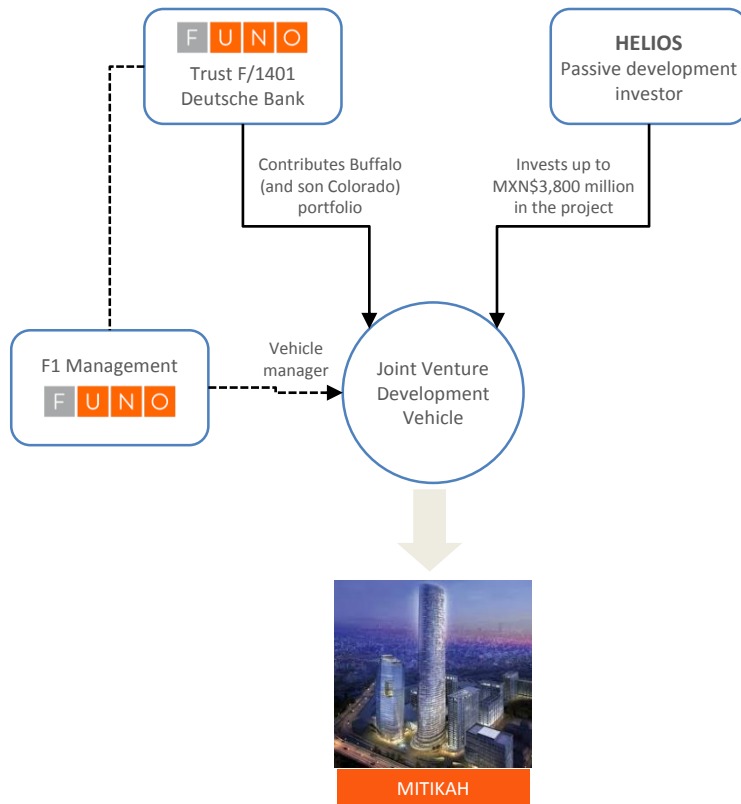 FUNO
Trust F/1401
Deutsche Bank
HELIOS
Passive development
investor
Contributes Buffalo
(and son Colorado)
portfolio
Invests up to
MXN$3,800 million
in the project
F1 Management
FUNO
Vehicle
manager
Joint Venture
Development
Vehicle
MITIKAH